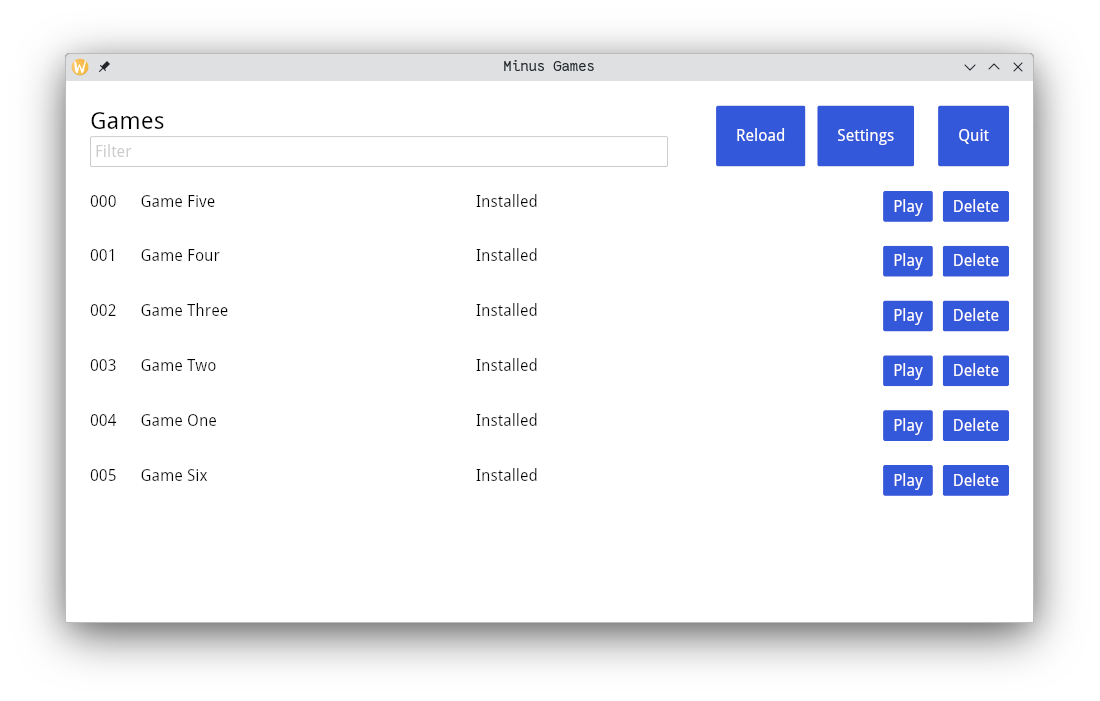 Minus Games
Games
Filter
Reload Settings Quit
000 Game Five Installed Play Delete
001 Game Four Installed Play Delete
002 Game Three Installed Play Delete
003 Game Two Installed Play Delete
004 Game One Installed Play Delete
005 Game Six Installed Play Delete